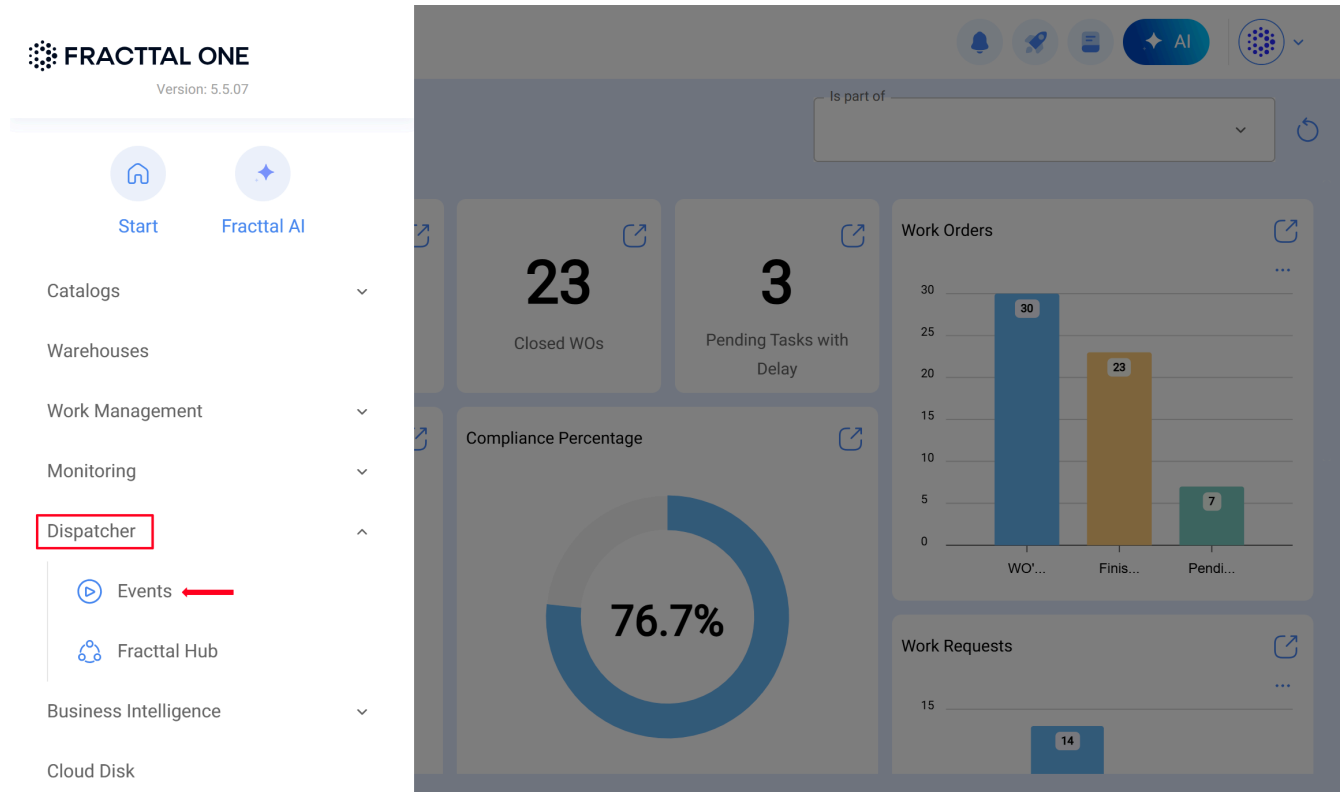 FRACTTAL ONE
Version: 5.5.07
Start
Fracttal AI
Catalogs
Warehouses
Work Management
Monitoring
Dispatcher
Events
Fracttal Hub
Business Intelligence
Cloud Disk
AI
Is part of
23
Closed WOs
3
Pending Tasks with
Delay
Compliance Percentage
76.7%
Work Orders
...
30
25
20
15
10
5
0
30
23
7
WO'...
Finis...
Pendi...
Work Requests
...
15
14